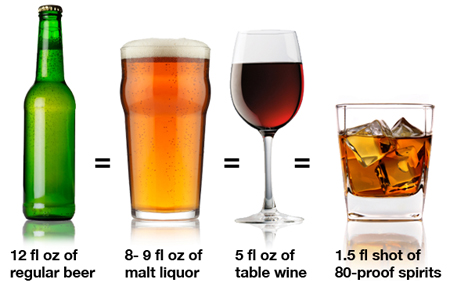 = = =
12 fl oz of
regular beer
8- 9 fl oz of
malt liquor
5 fl oz of
table wine
1.5 fl shot of
80-proof spirits